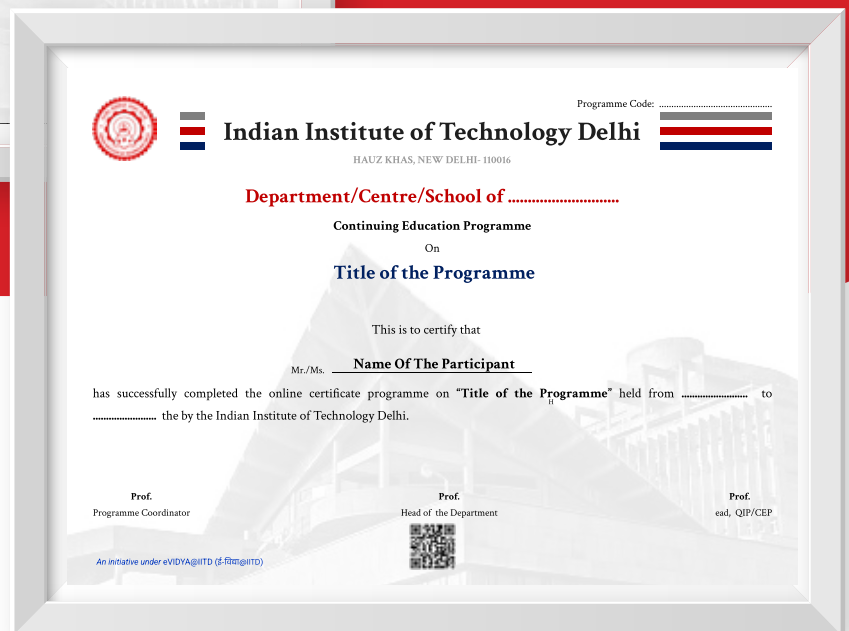 Programme Code: ............................................
Indian Institute of Technology Delhi
HAUZ KHAS, NEW DELHI- 110016
Department/Centre/School of ............................
Continuing Education Programme
On
Title of the Programme
This is to certify that
Mr./Ms. Name Of The Participant
has successfully completed the online certificate programme on “Title of the Programme” held from ......................... to
H
........................ the by the Indian Institute of Technology Delhi.
Prof. Prof. Prof.
Programme Coordinator Head of the Department ead, QIP/CEP
An initiative under eVIDYA@IITD (ई-विद्या@IITD)